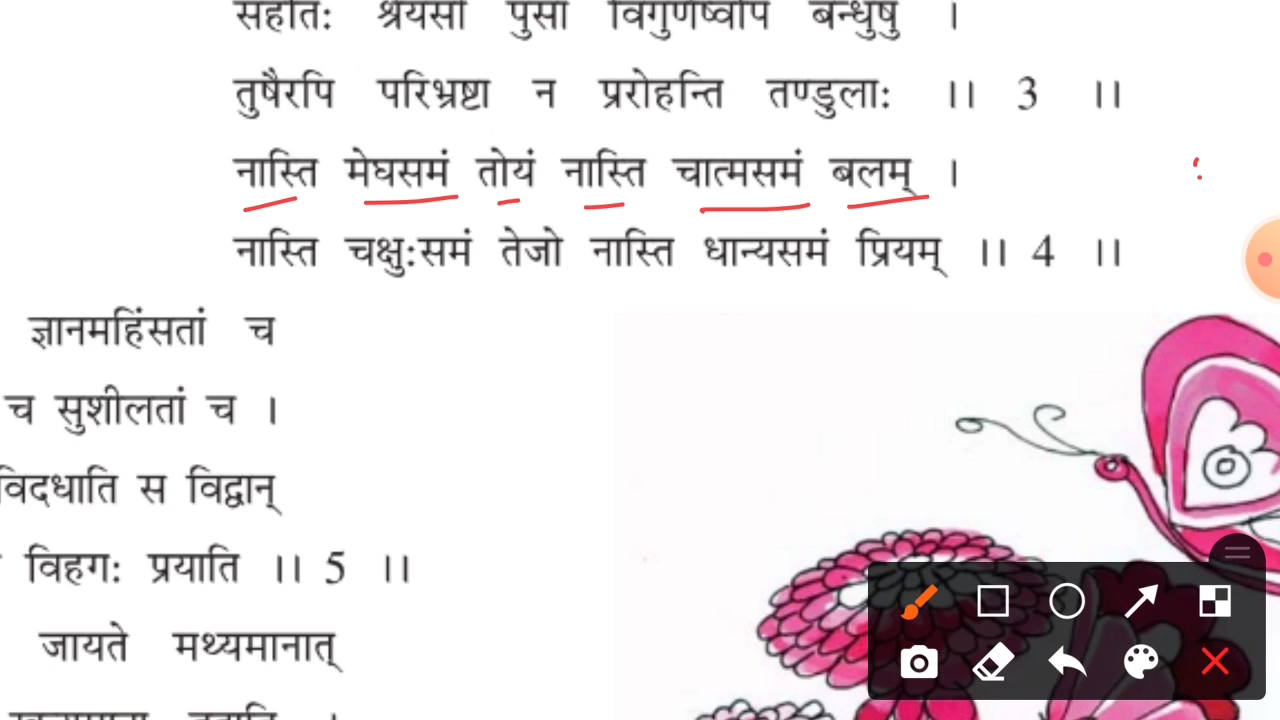 तुषैरपि परिभ्रष्टा न प्ररोहन्ति तण्डुलाः ।। 3 ।।
नास्ति मेघसमं तोयं नास्ति चात्मसमं बलम् ।
नास्ति चक्षुःसमं तेजो नास्ति धान्यसमं प्रियम् ।। 4 ।।
ज्ञानमहिंसतां च
च सुशीलतां च ।
विदधाति स विद्वान्
विहगः प्रयाति ।। 5 ।।
जायते मथ्यमानात्